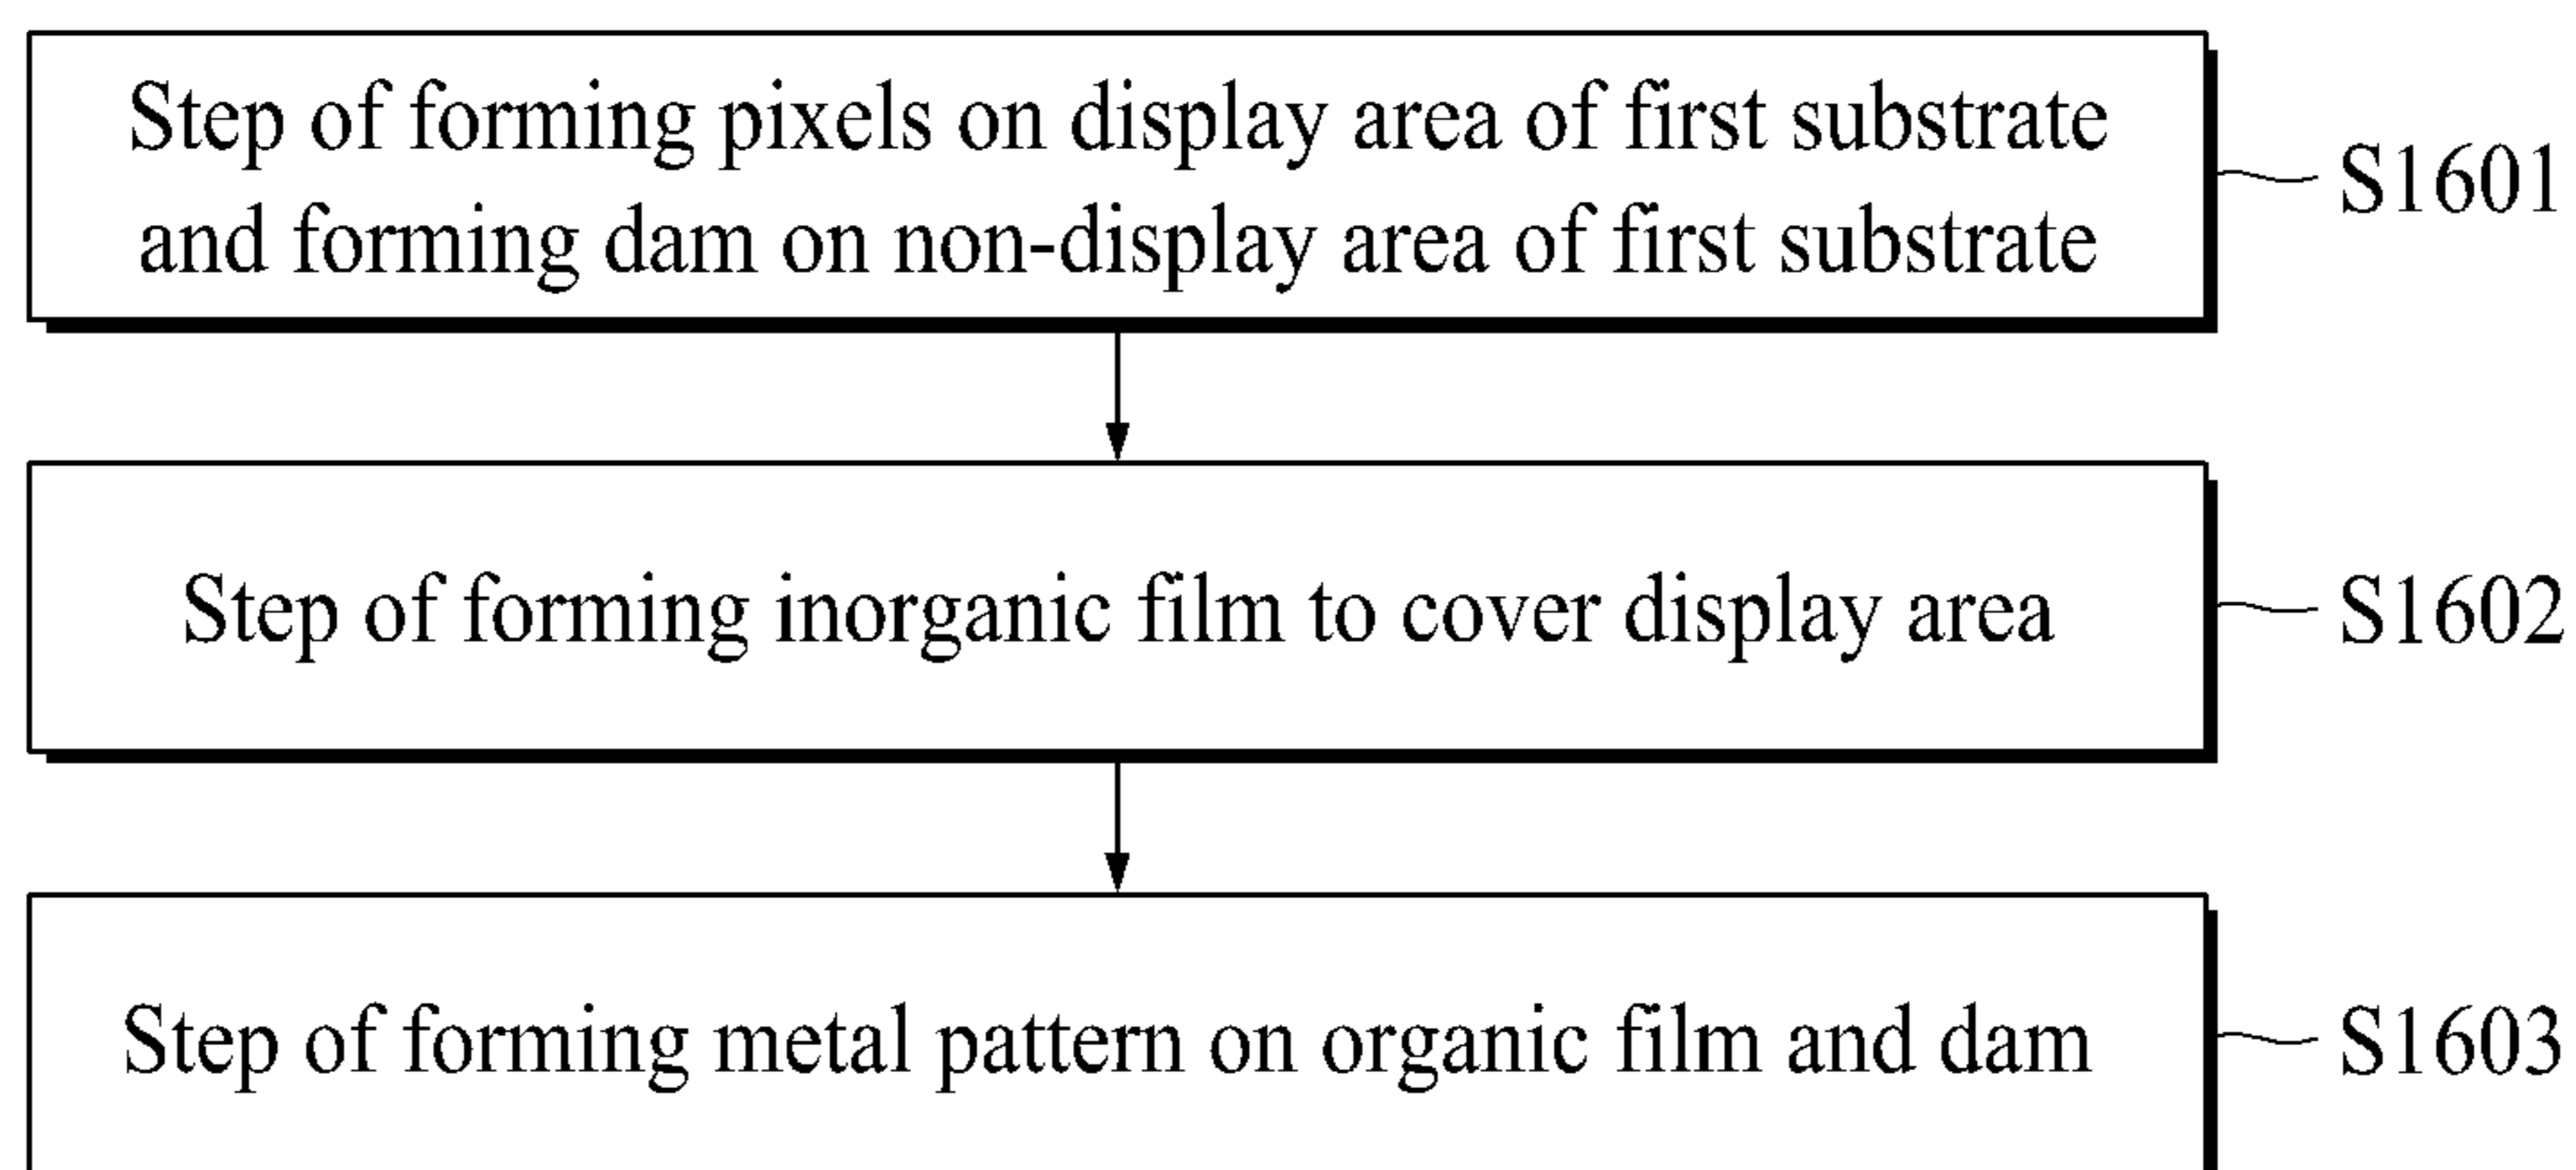 Step of forming pixels on display area of first substrate
and forming dam on non-display area of first substrate
S1601
Step of forming inorganic film to cover display area
S1602
Step of forming metal pattern on organic film and dam
S1603